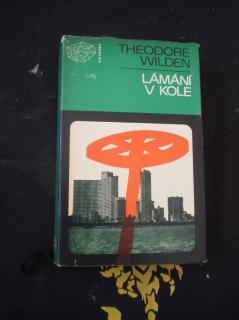 THEODORE
WILDEN
LÁMÁNÍ
V KOLE